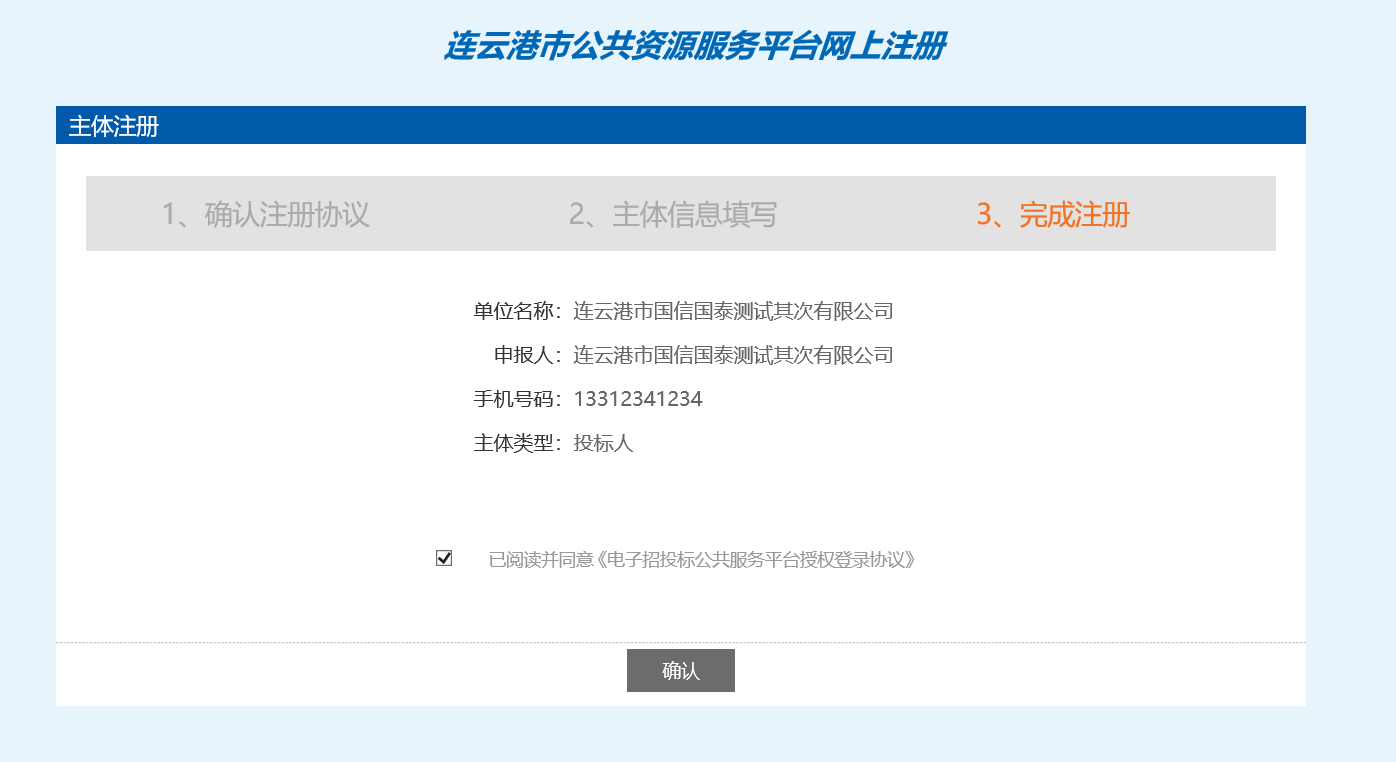 连云港市公共资源服务平台网上注册
主体注册
1、确认注册协议 2、主体信息填写 3、完成注册
单位名称：连云港市国信国泰测试其次有限公司
申报人：连云港市国信国泰测试其次有限公司
手机号码：13312341234
主体类型：投标人
已阅读并同意《电子招投标公共服务平台授权登录协议》
确认